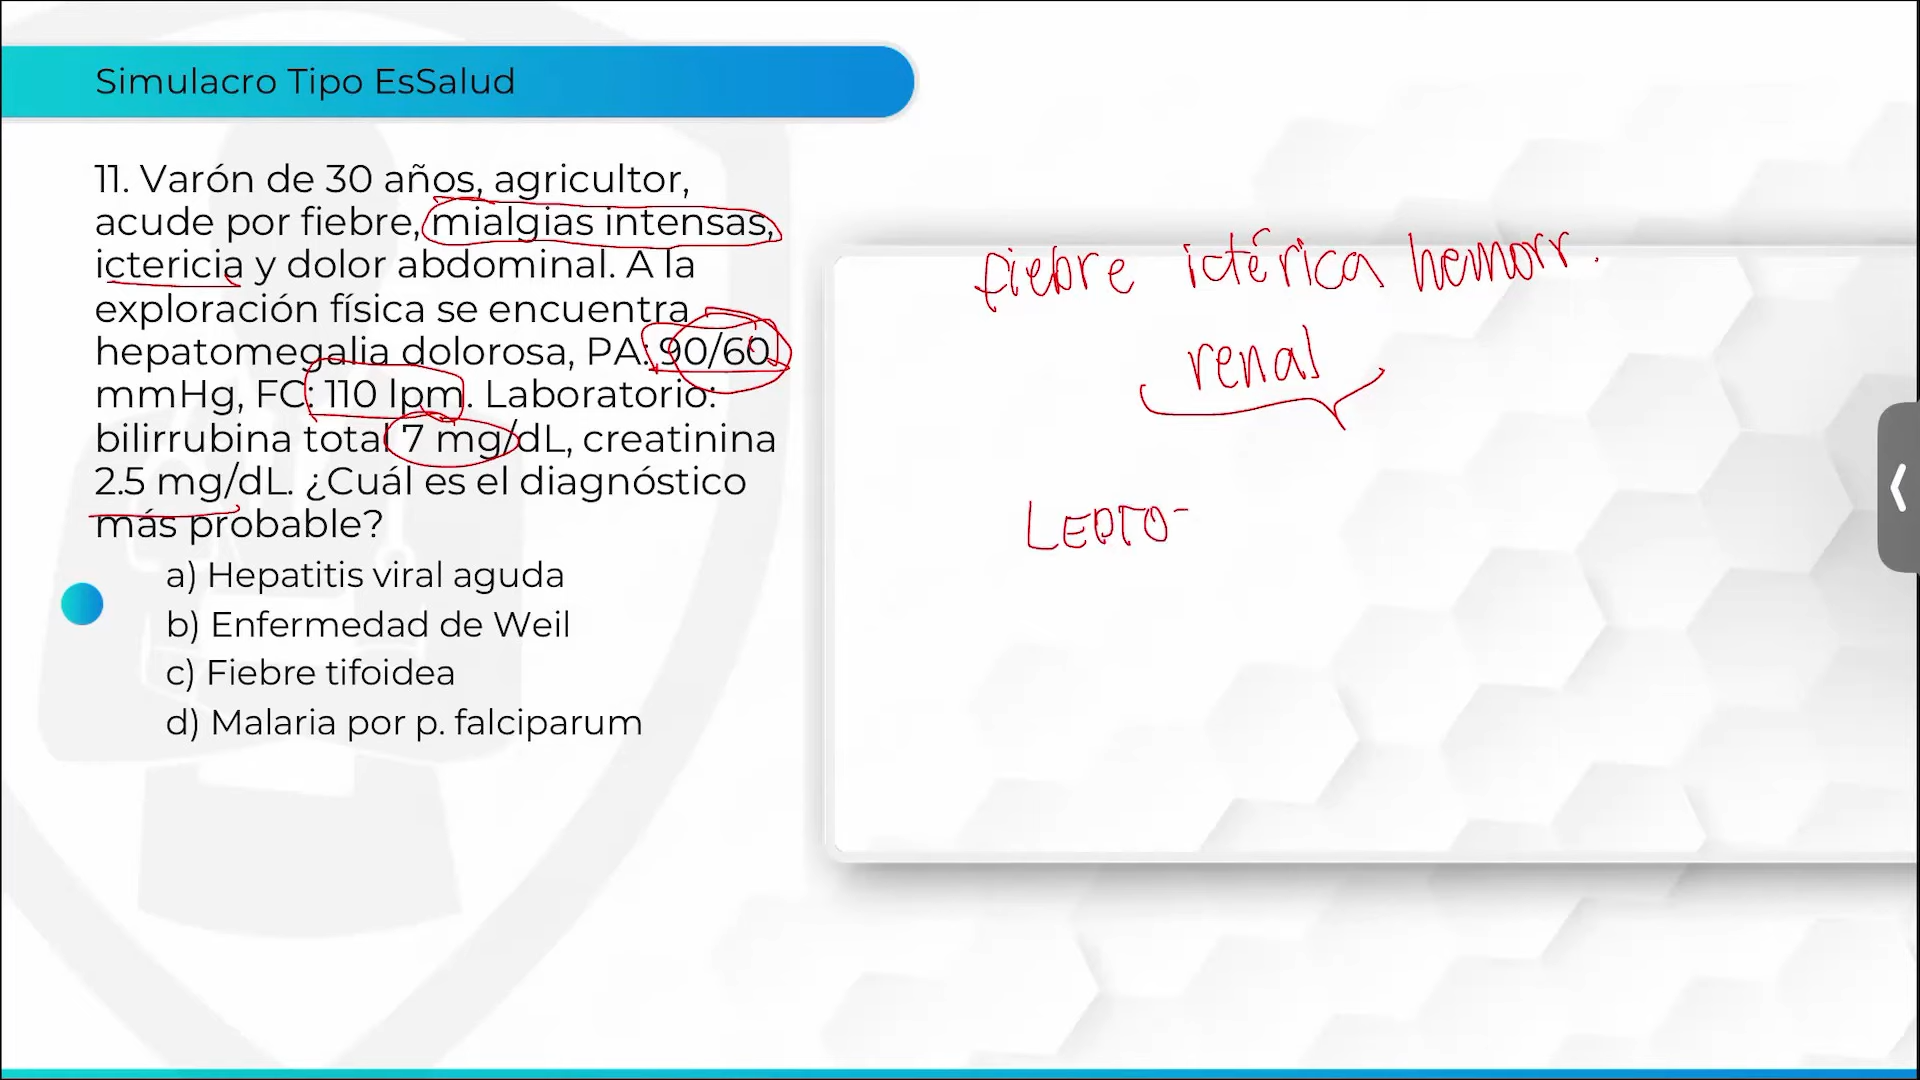 Simulacro Tipo EsSalud
11. Varón de 30 años, agricultor,
acude por fiebre, mialgias intensas,
ictericia y dolor abdominal. A la
exploración física se encuentra
hepatomegalia dolorosa, PA: 90/60
mmHg, FC: 110 lpm. Laboratorio:
bilirrubina total 7 mg/dL, creatinina
2.5 mg/dL. ¿Cuál es el diagnóstico
más probable?
a) Hepatitis viral aguda
b) Enfermedad de Weil
c) Fiebre tifoidea
d) Malaria por p. falciparum
fiebre ictérica hemorr.
renal
LEPTO-